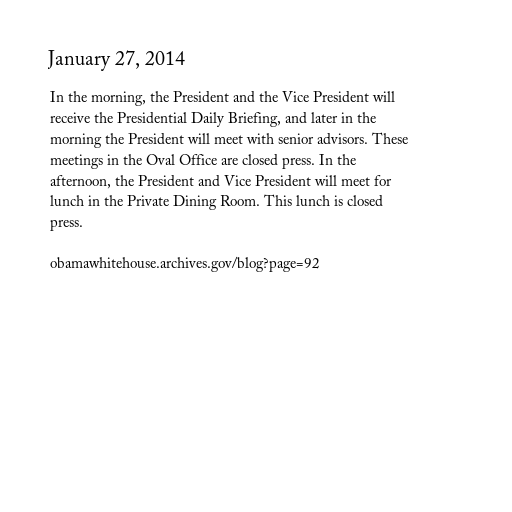 January 27, 2014
In the morning, the President and the Vice President will
receive the Presidential Daily Briefing, and later in the
morning the President will meet with senior advisors. These
meetings in the Oval Office are closed press. In the
afternoon, the President and Vice President will meet for
lunch in the Private Dining Room. This lunch is closed
press.
obamawhitehouse.archives.gov/blog?page=92